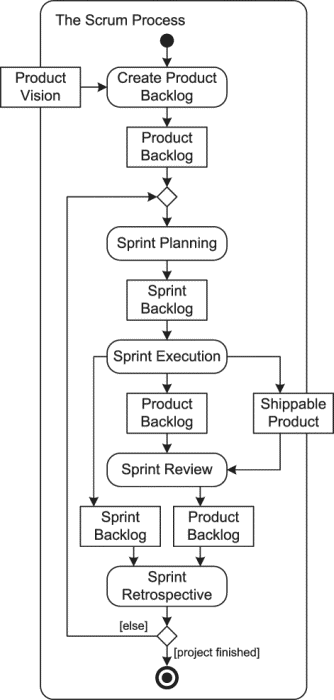 The Scrum Process
Product
Vision
Create Product
Backlog
Product
Backlog
Sprint Planning
Sprint
Backlog
Sprint Execution
Product
Backlog
Shippable
Product
Sprint Review
Sprint
Backlog
Product
Backlog
Sprint
Retrospective
[else]
[project finished]